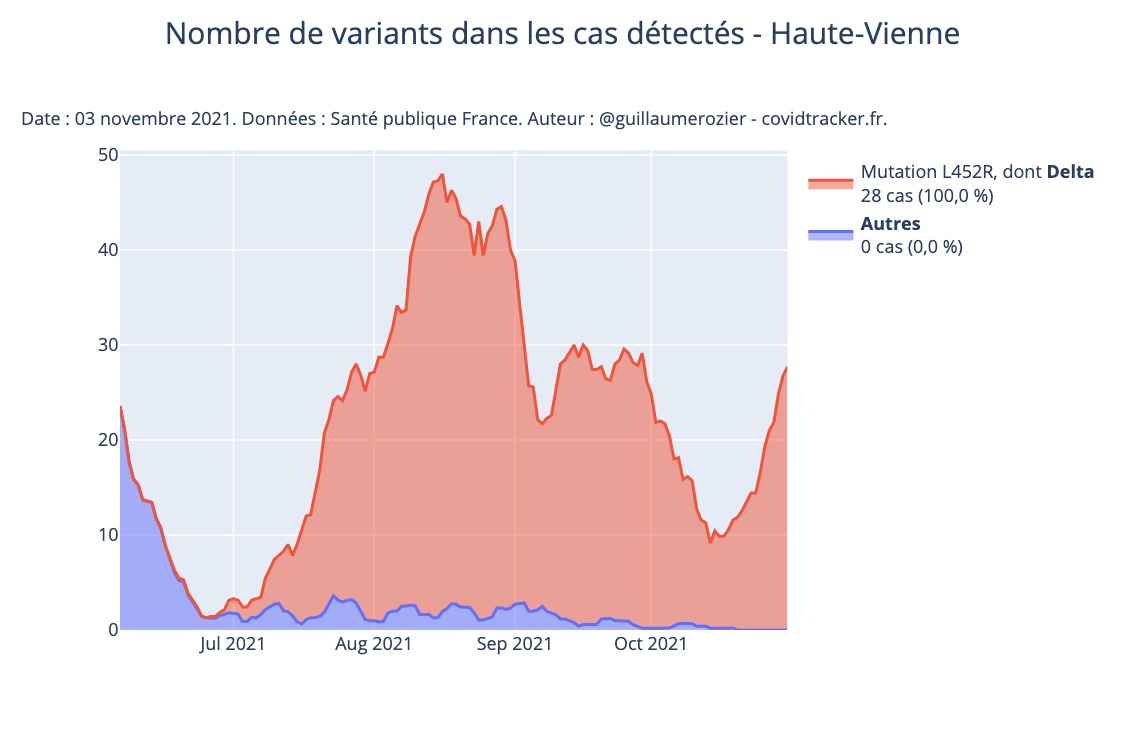 Nombre de variants dans les cas détectés - Haute-Vienne
Date : 03 novembre 2021. Données : Santé publique France. Auteur : @guillaumerozier - covidtracker.fr.
50
40
30
20
10
0
Jul 2021
Aug 2021
Sep 2021
Oct 2021
Mutation L452R, dont Delta
28 cas (100,0 %)
Autres
0 cas (0,0 %)